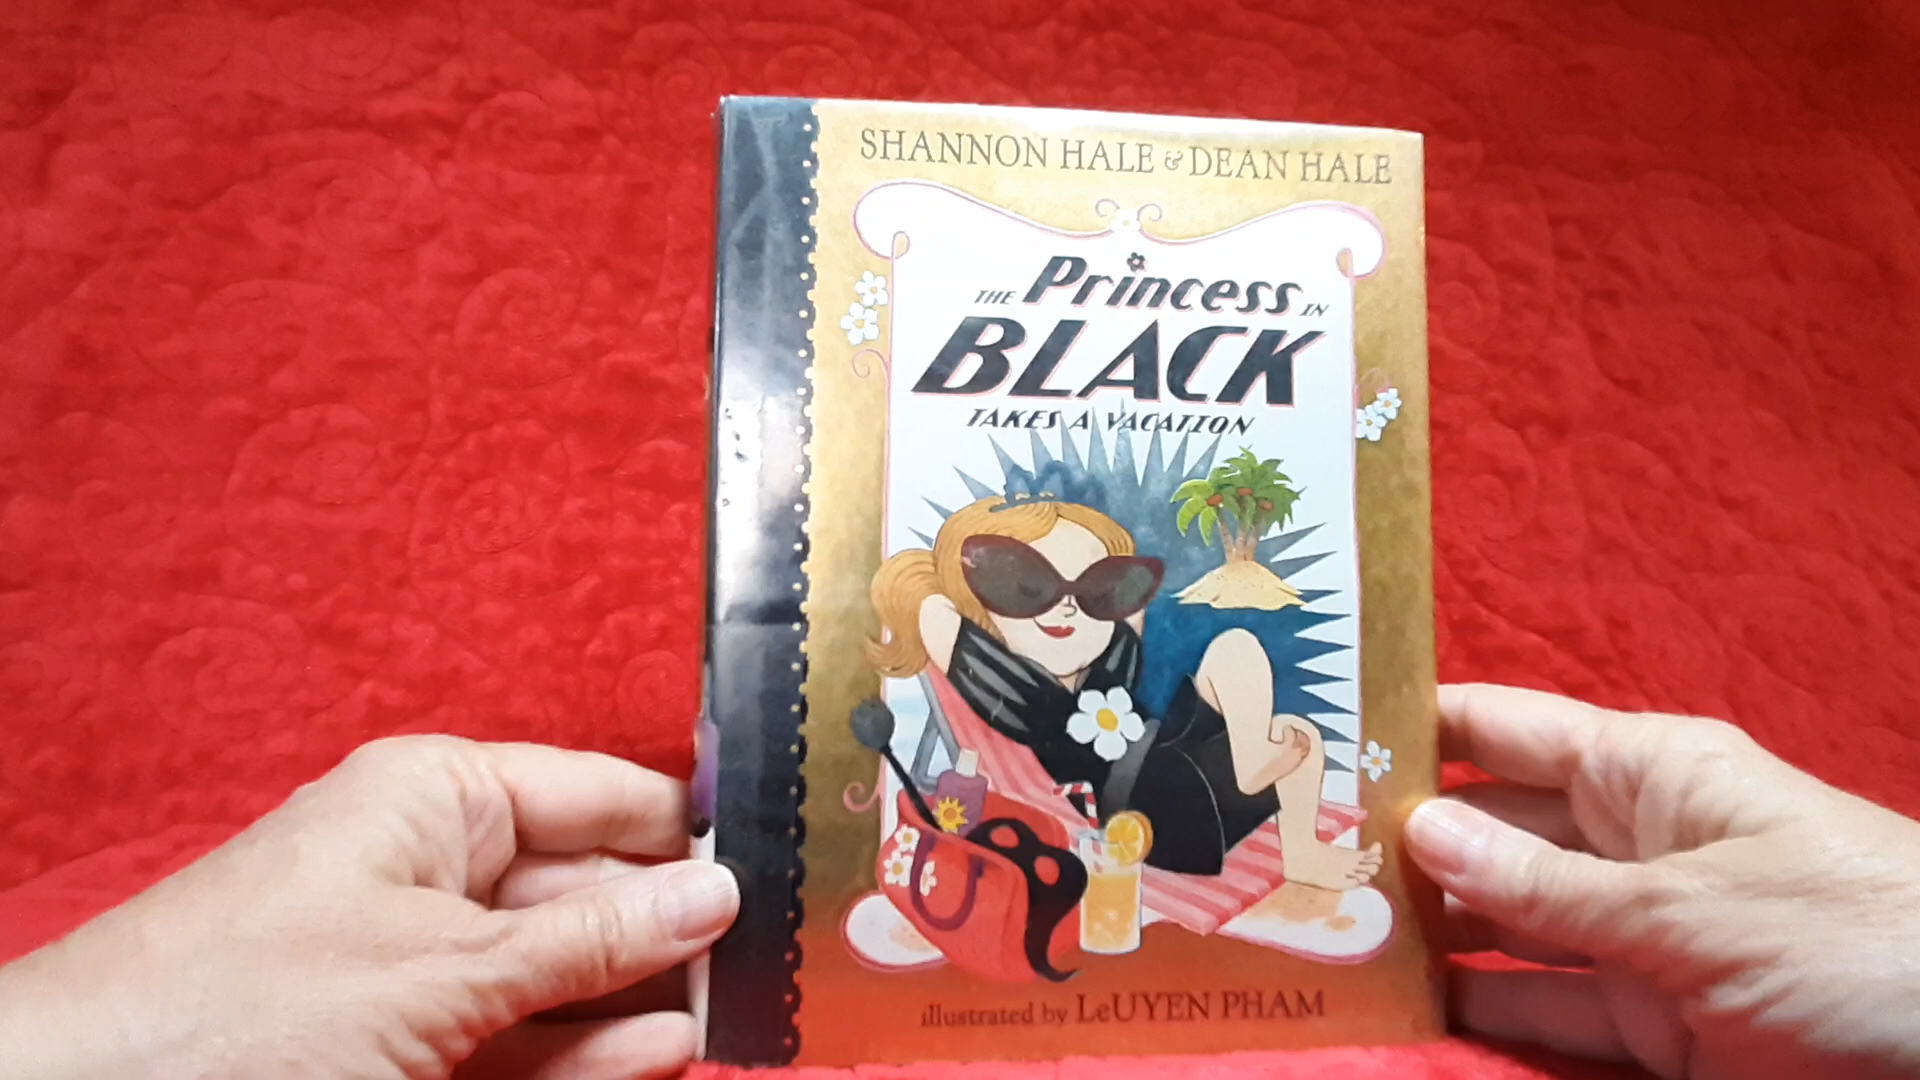 SHANNON HALE & DEAN HALE
THE Princess IN
BLACK
TAKES A VACATION
illustrated by LeUYEN PHAM